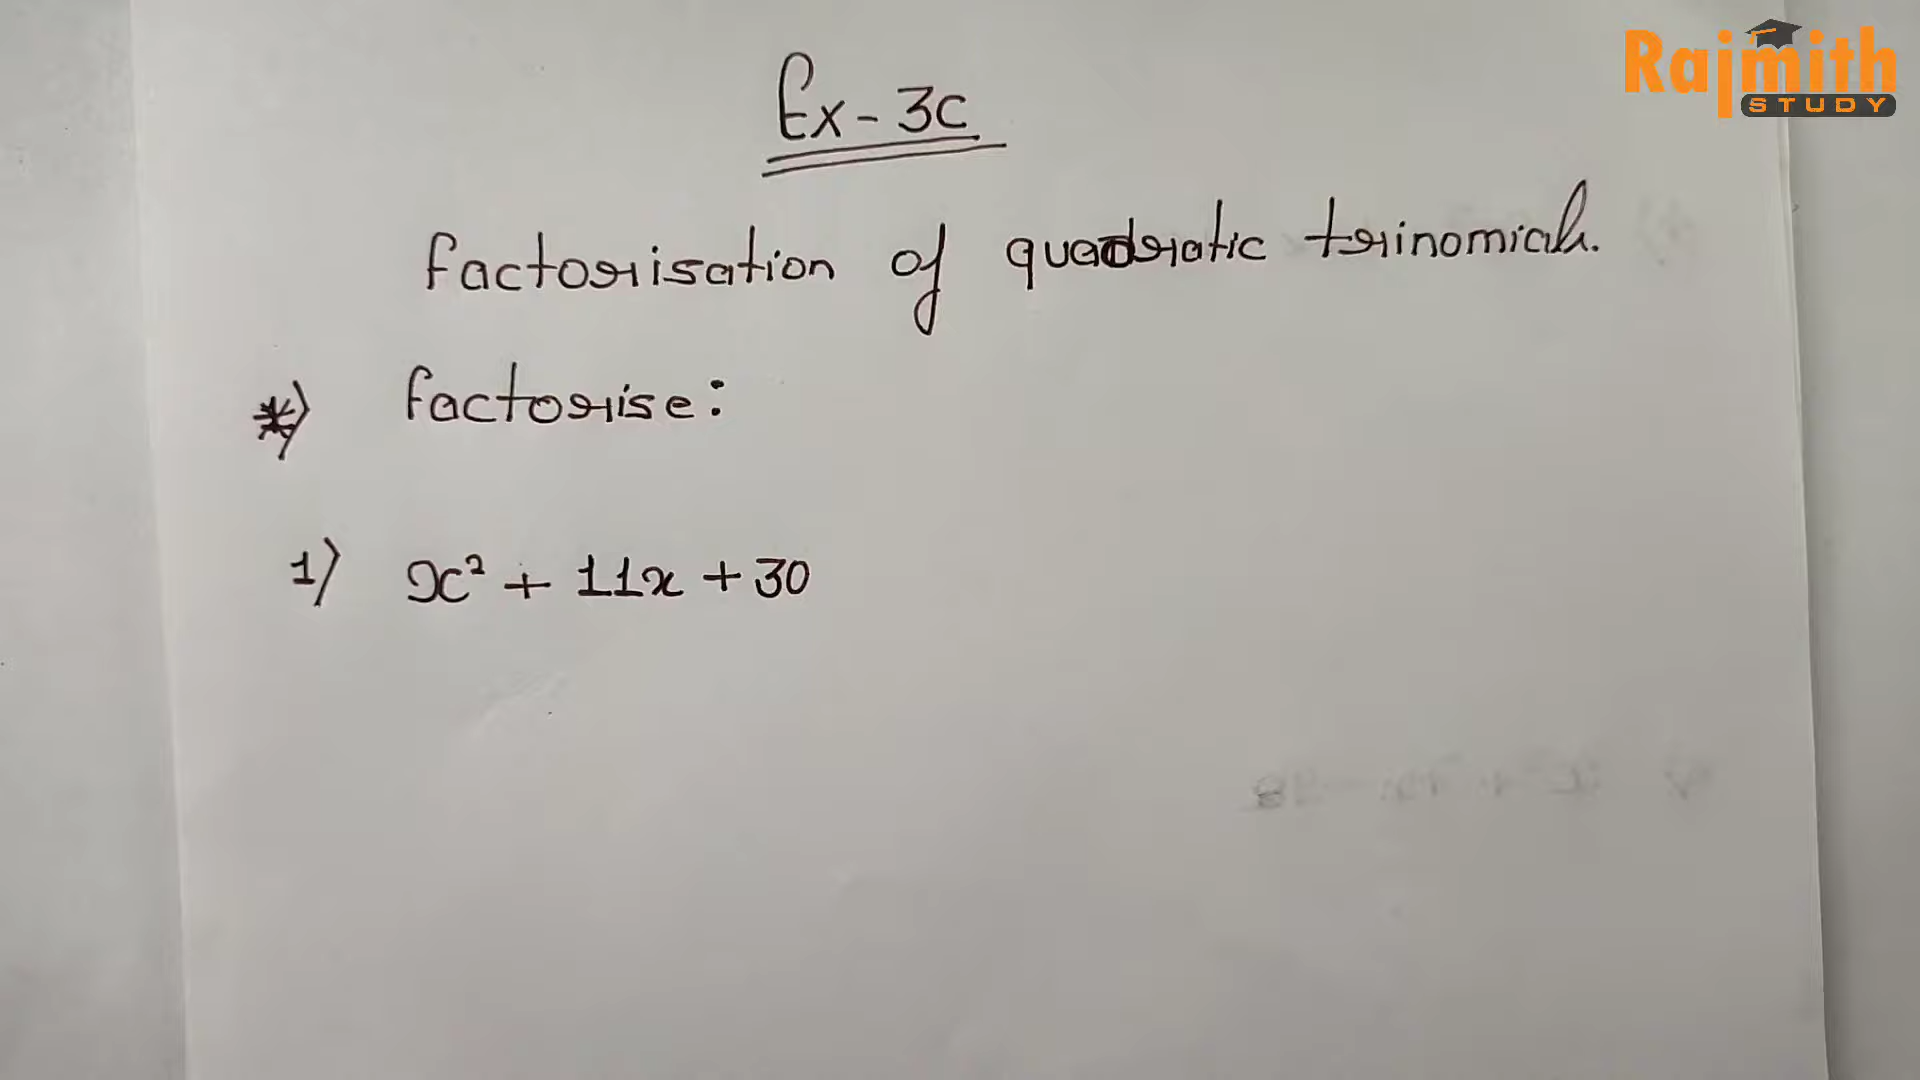 Rajmith
STUDY
Ex - 3C
factorisation of quadratic trinomials.
*) factorise:
1) x² + 11x + 30